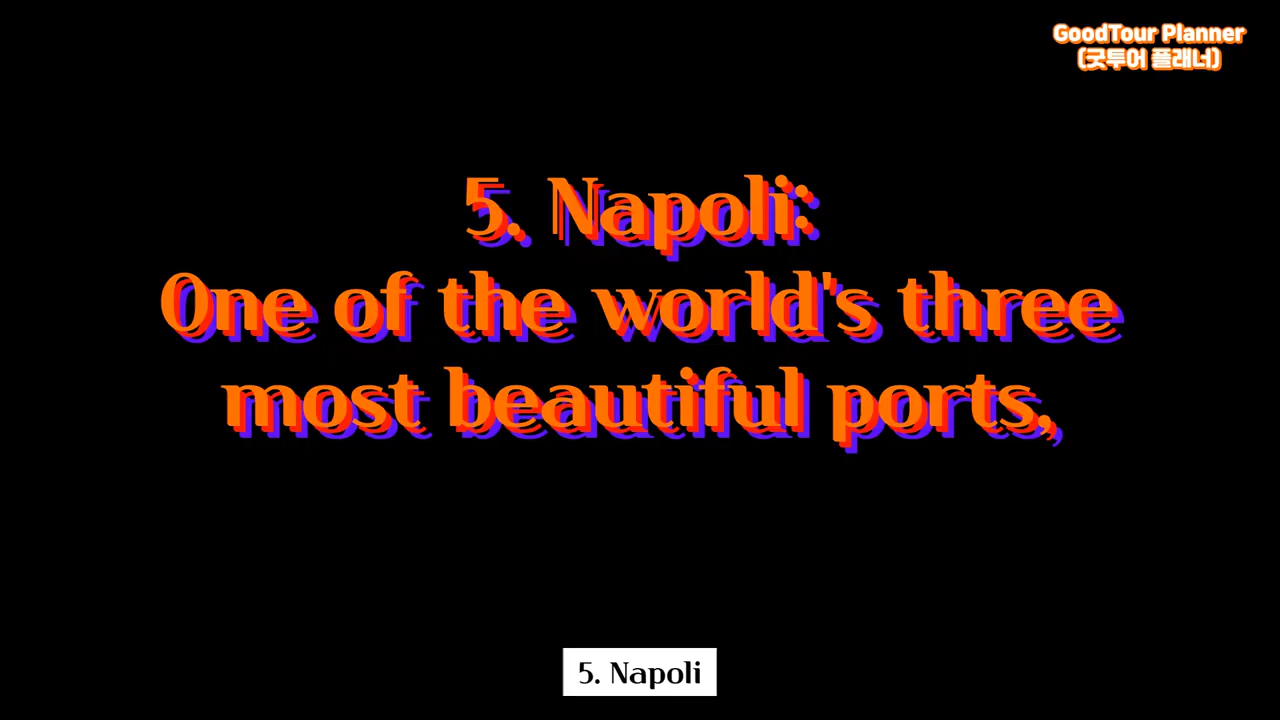 GoodTour Planner
(굿투어 플래너)
5. Napoli:
One of the world's three
most beautiful ports,
5. Napoli